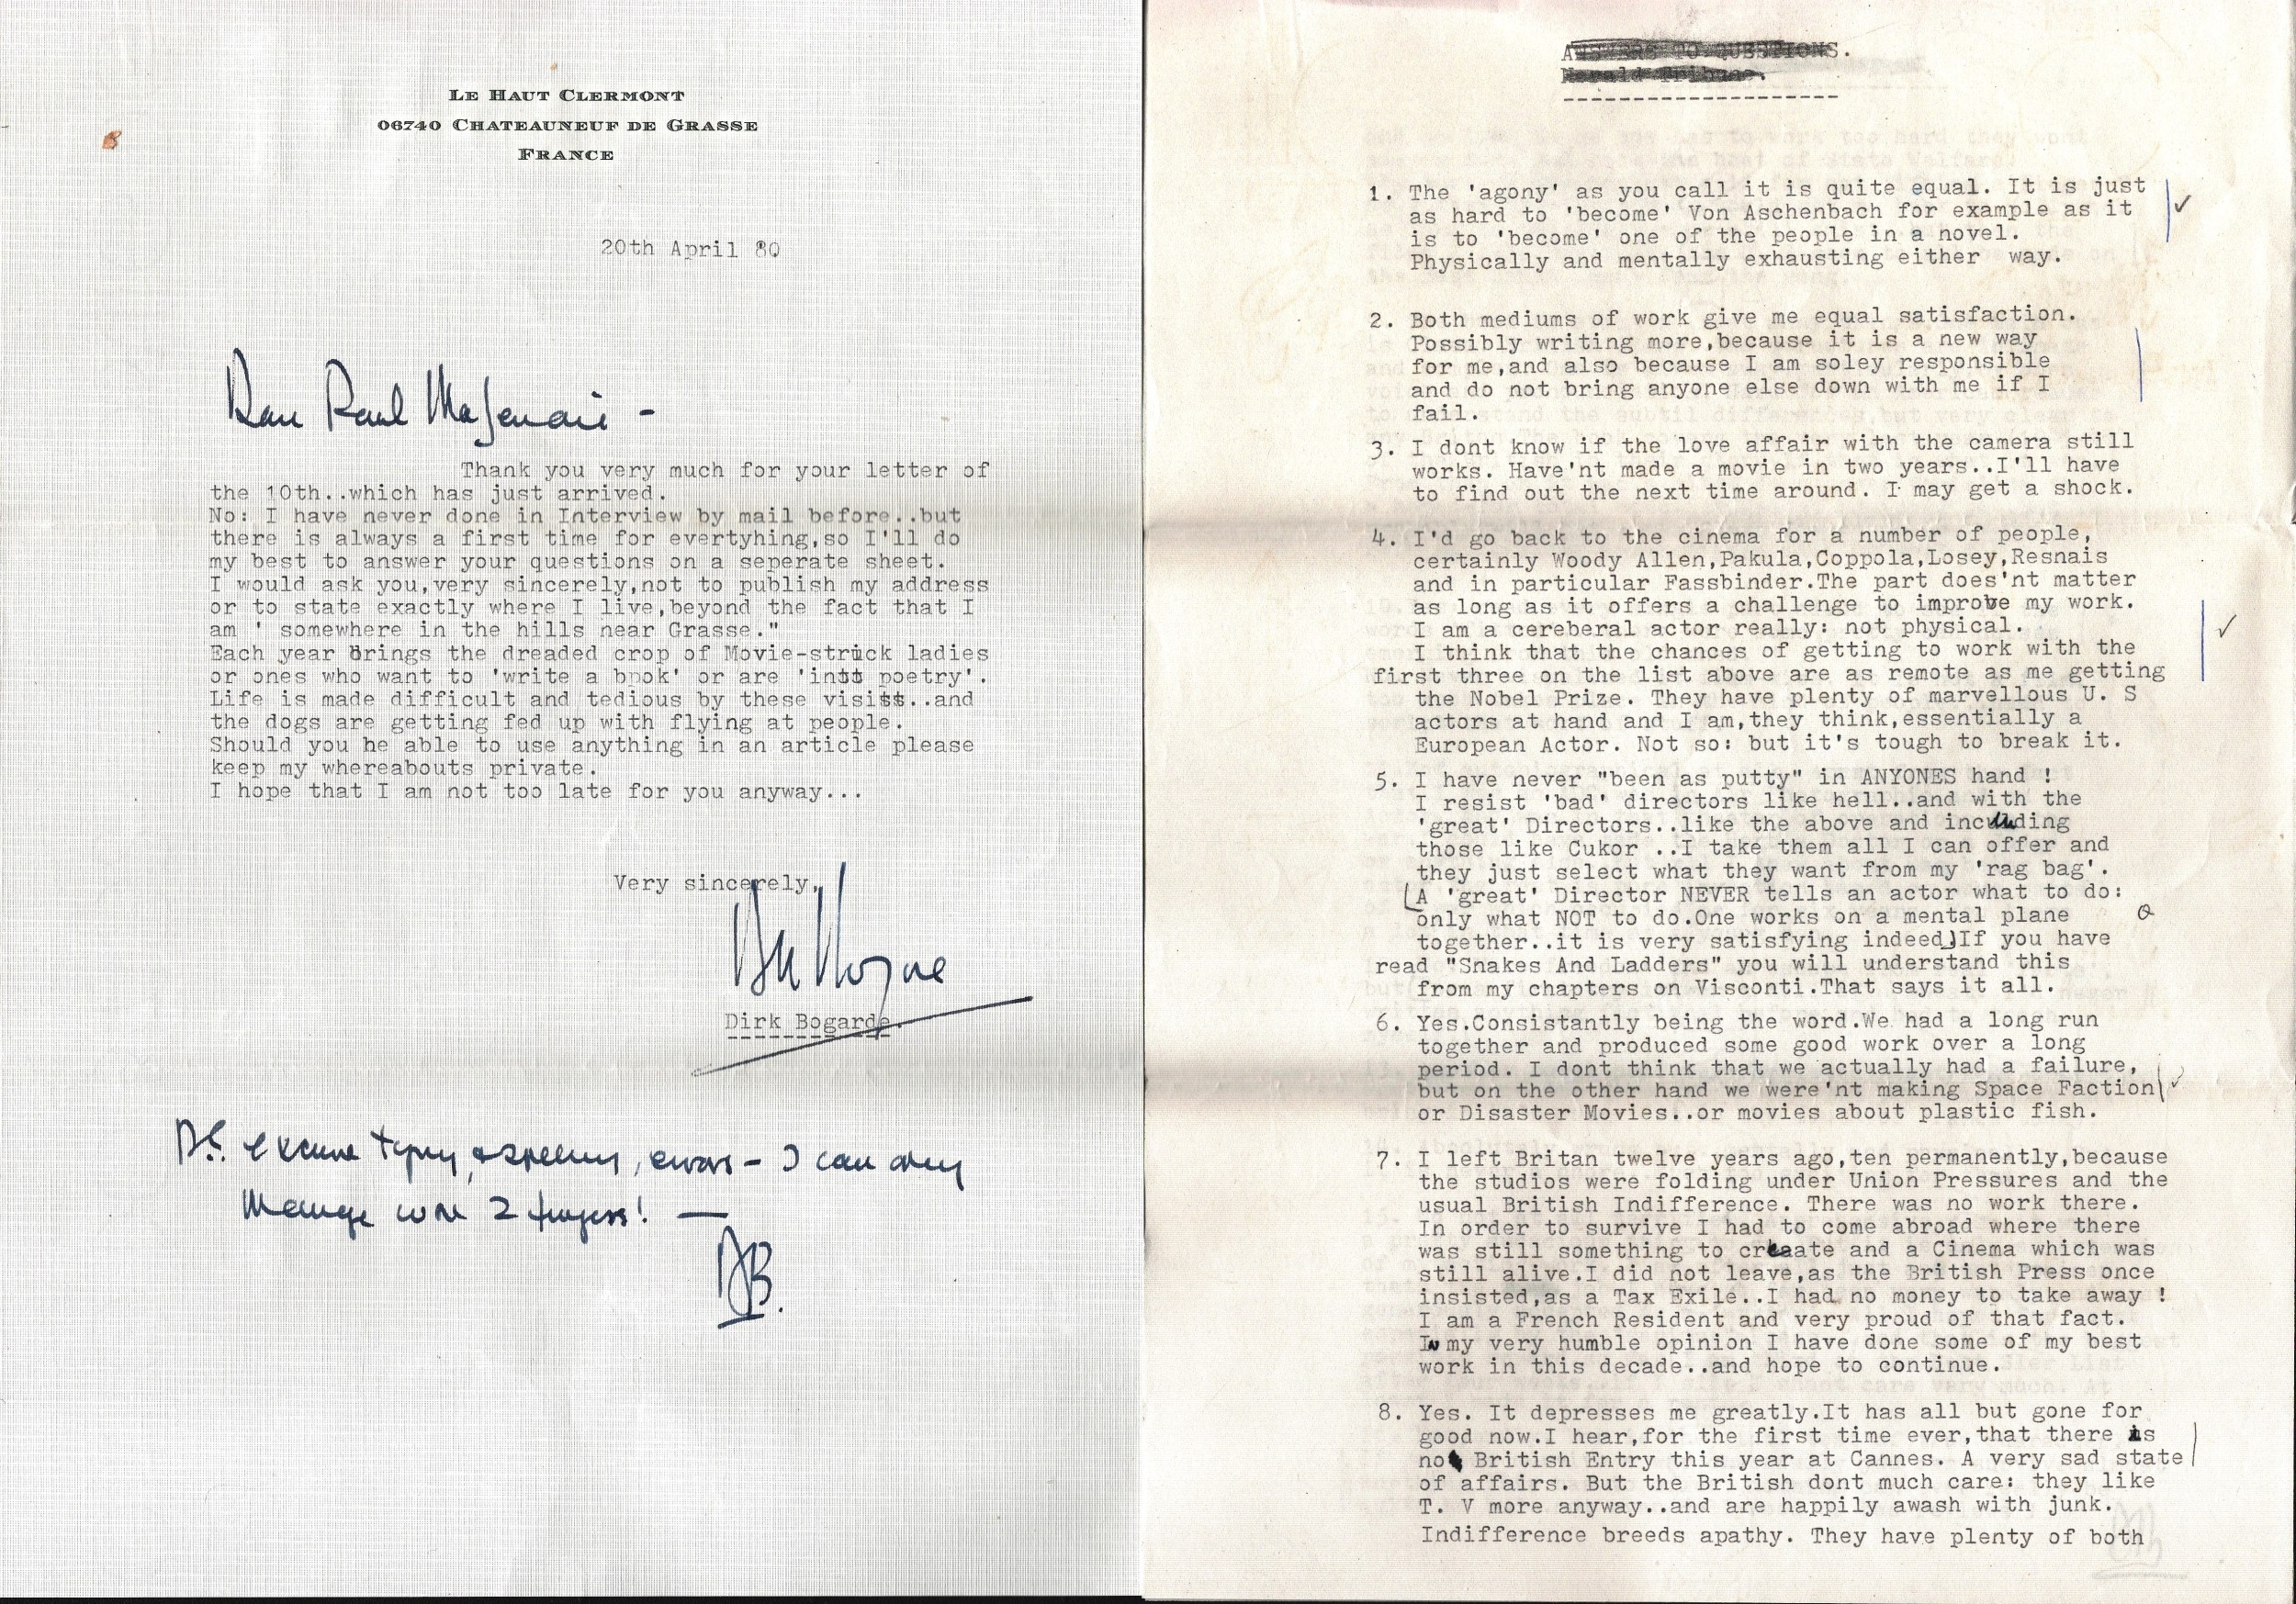 LE HAUT CLERMONT
06740 CHATEAUNEUF DE GRASSE
FRANCE
20th April 80
Paul
Thank you very much for your letter of
the 10th..which has just arrived.
No: I have never done in Interview by mail before..but
there is always a first time for evertyhing,so I'll do
my best to answer your questions on a seperate sheet.
I would ask you,very sincerely,not to publish my address
or to state exactly where I live,beyond the fact that I
am ' somewhere in the hills near Grasse."
Each year brings the dreaded crop of Movie-struck ladies
or ones who want to 'write a book' or are 'into poetry'.
Life is made difficult and tedious by these visits..and
the dogs are getting fed up with flying at people.
Should you be able to use anything in an article please
keep my whereabouts private.
I hope that I am not too late for you anyway...
Very sincerely,
Dirk Bogarde.
P.S. excuse typing & spelling errors - I can only
manage with 2 fingers! —
DB.
ANSWERS TO QUESTIONS.
Herald Tribune.
1. The 'agony' as you call it is quite equal. It is just
as hard to 'become' Von Aschenbach for example as it
is to 'become' one of the people in a novel.
Physically and mentally exhausting either way.
2. Both mediums of work give me equal satisfaction.
Possibly writing more,because it is a new way
for me,and also because I am soley responsible
and do not bring anyone else down with me if I
fail.
3. I dont know if the love affair with the camera still
works. Have'nt made a movie in two years..I'll have
to find out the next time around. I may get a shock.
4. I'd go back to the cinema for a number of people,
certainly Woody Allen,Pakula,Coppola,Losey,Resnais
and in particular Fassbinder.The part does'nt matter
as long as it offers a challenge to improve my work.
I am a cereberal actor really: not physical.
I think that the chances of getting to work with the
first three on the list above are as remote as me getting
the Nobel Prize. They have plenty of marvellous U. S
actors at hand and I am,they think,essentially a
European Actor. Not so: but it's tough to break it.
5. I have never "been as putty" in ANYONES hand !
I resist 'bad' directors like hell..and with the
'great' Directors..like the above and including
those like Cukor ..I take them all I can offer and
they just select what they want from my 'rag bag'.
(A 'great' Director NEVER tells an actor what to do:
only what NOT to do.One works on a mental plane
together..it is very satisfying indeed)If you have
read "Snakes And Ladders" you will understand this
from my chapters on Visconti.That says it all.
6. Yes.Consistantly being the word.We had a long run
together and produced some good work over a long
period. I dont think that we actually had a failure,
but on the other hand we were'nt making Space Faction
or Disaster Movies..or movies about plastic fish.
7. I left Britan twelve years ago,ten permanently,because
the studios were folding under Union Pressures and the
usual British Indifference. There was no work there.
In order to survive I had to come abroad where there
was still something to creaate and a Cinema which was
still alive.I did not leave,as the British Press once
insisted,as a Tax Exile..I had no money to take away !
I am a French Resident and very proud of that fact.
In my very humble opinion I have done some of my best
work in this decade..and hope to continue.
8. Yes. It depresses me greatly.It has all but gone for
good now.I hear,for the first time ever,that there is
no British Entry this year at Cannes. A very sad state
of affairs. But the British dont much care: they like
T. V more anyway..and are happily awash with junk.
Indifference breeds apathy. They have plenty of both